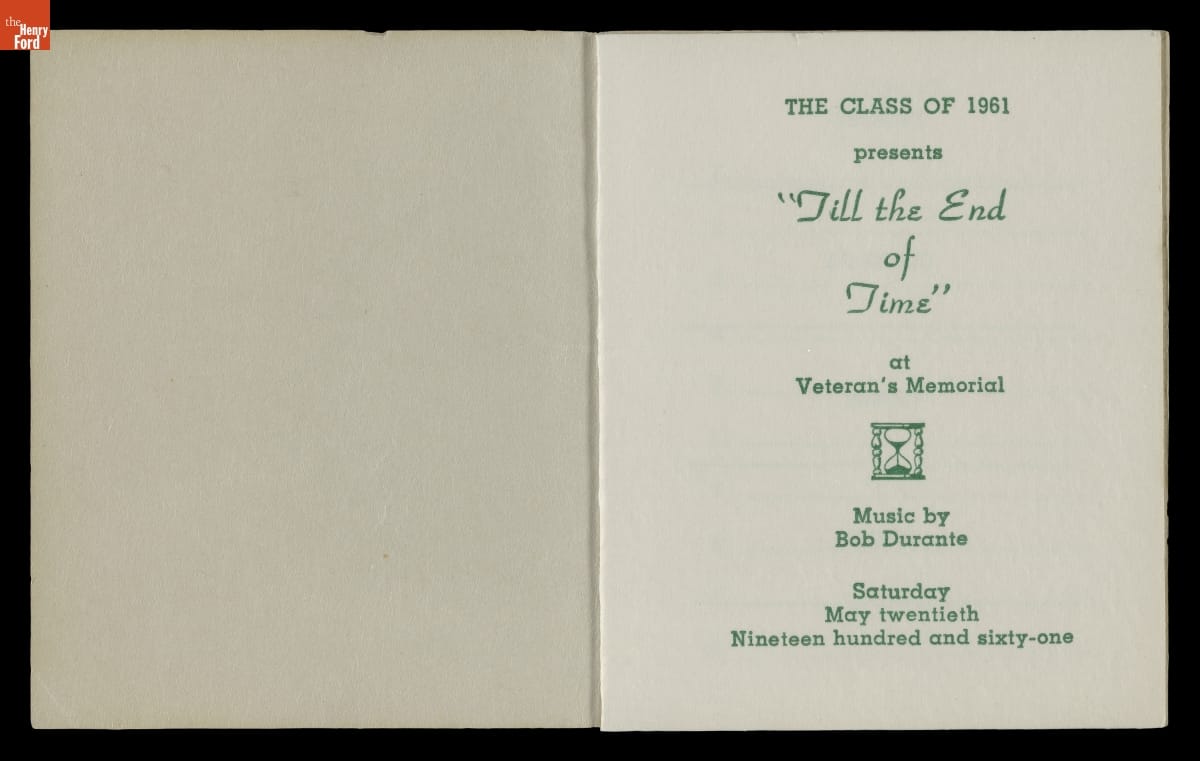 the
Henry
Ford
THE CLASS OF 1961
presents
"Till the End
of
Time"
at
Veteran's Memorial
Music by
Bob Durante
Saturday
May twentieth
Nineteen hundred and sixty-one